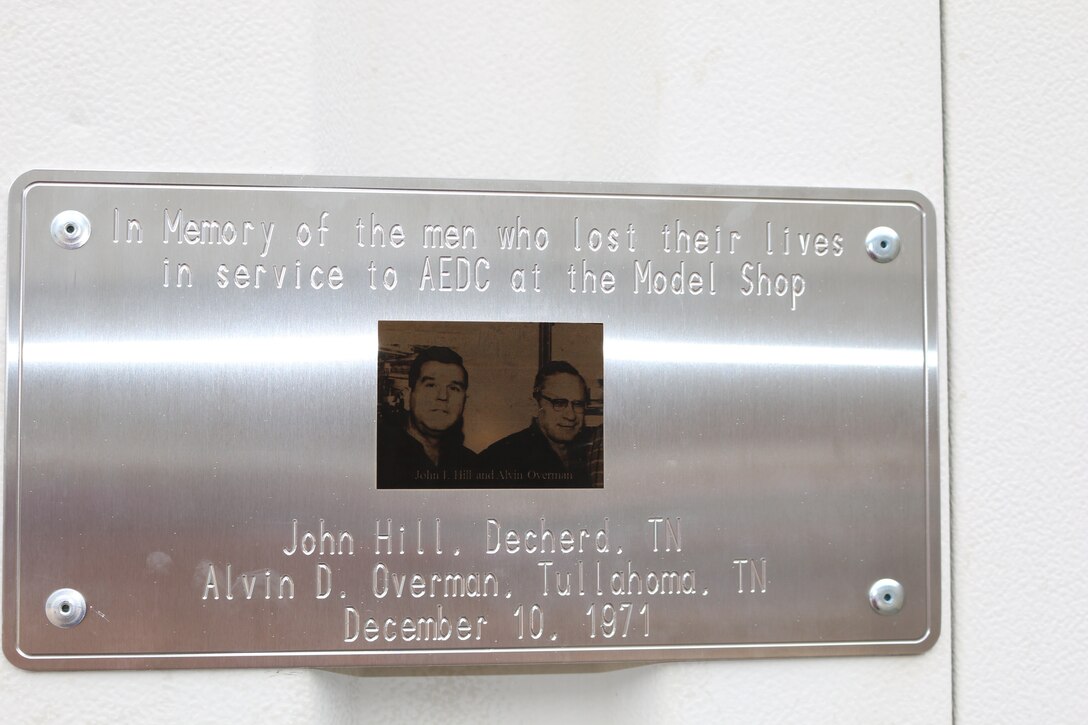 In Memory of the men who lost their lives
in service to AEDC at the Model Shop
John I. Hill and Alvin Overman
John Hill, Decherd, TN
Alvin D. Overman, Tullahoma, TN
December 10, 1971